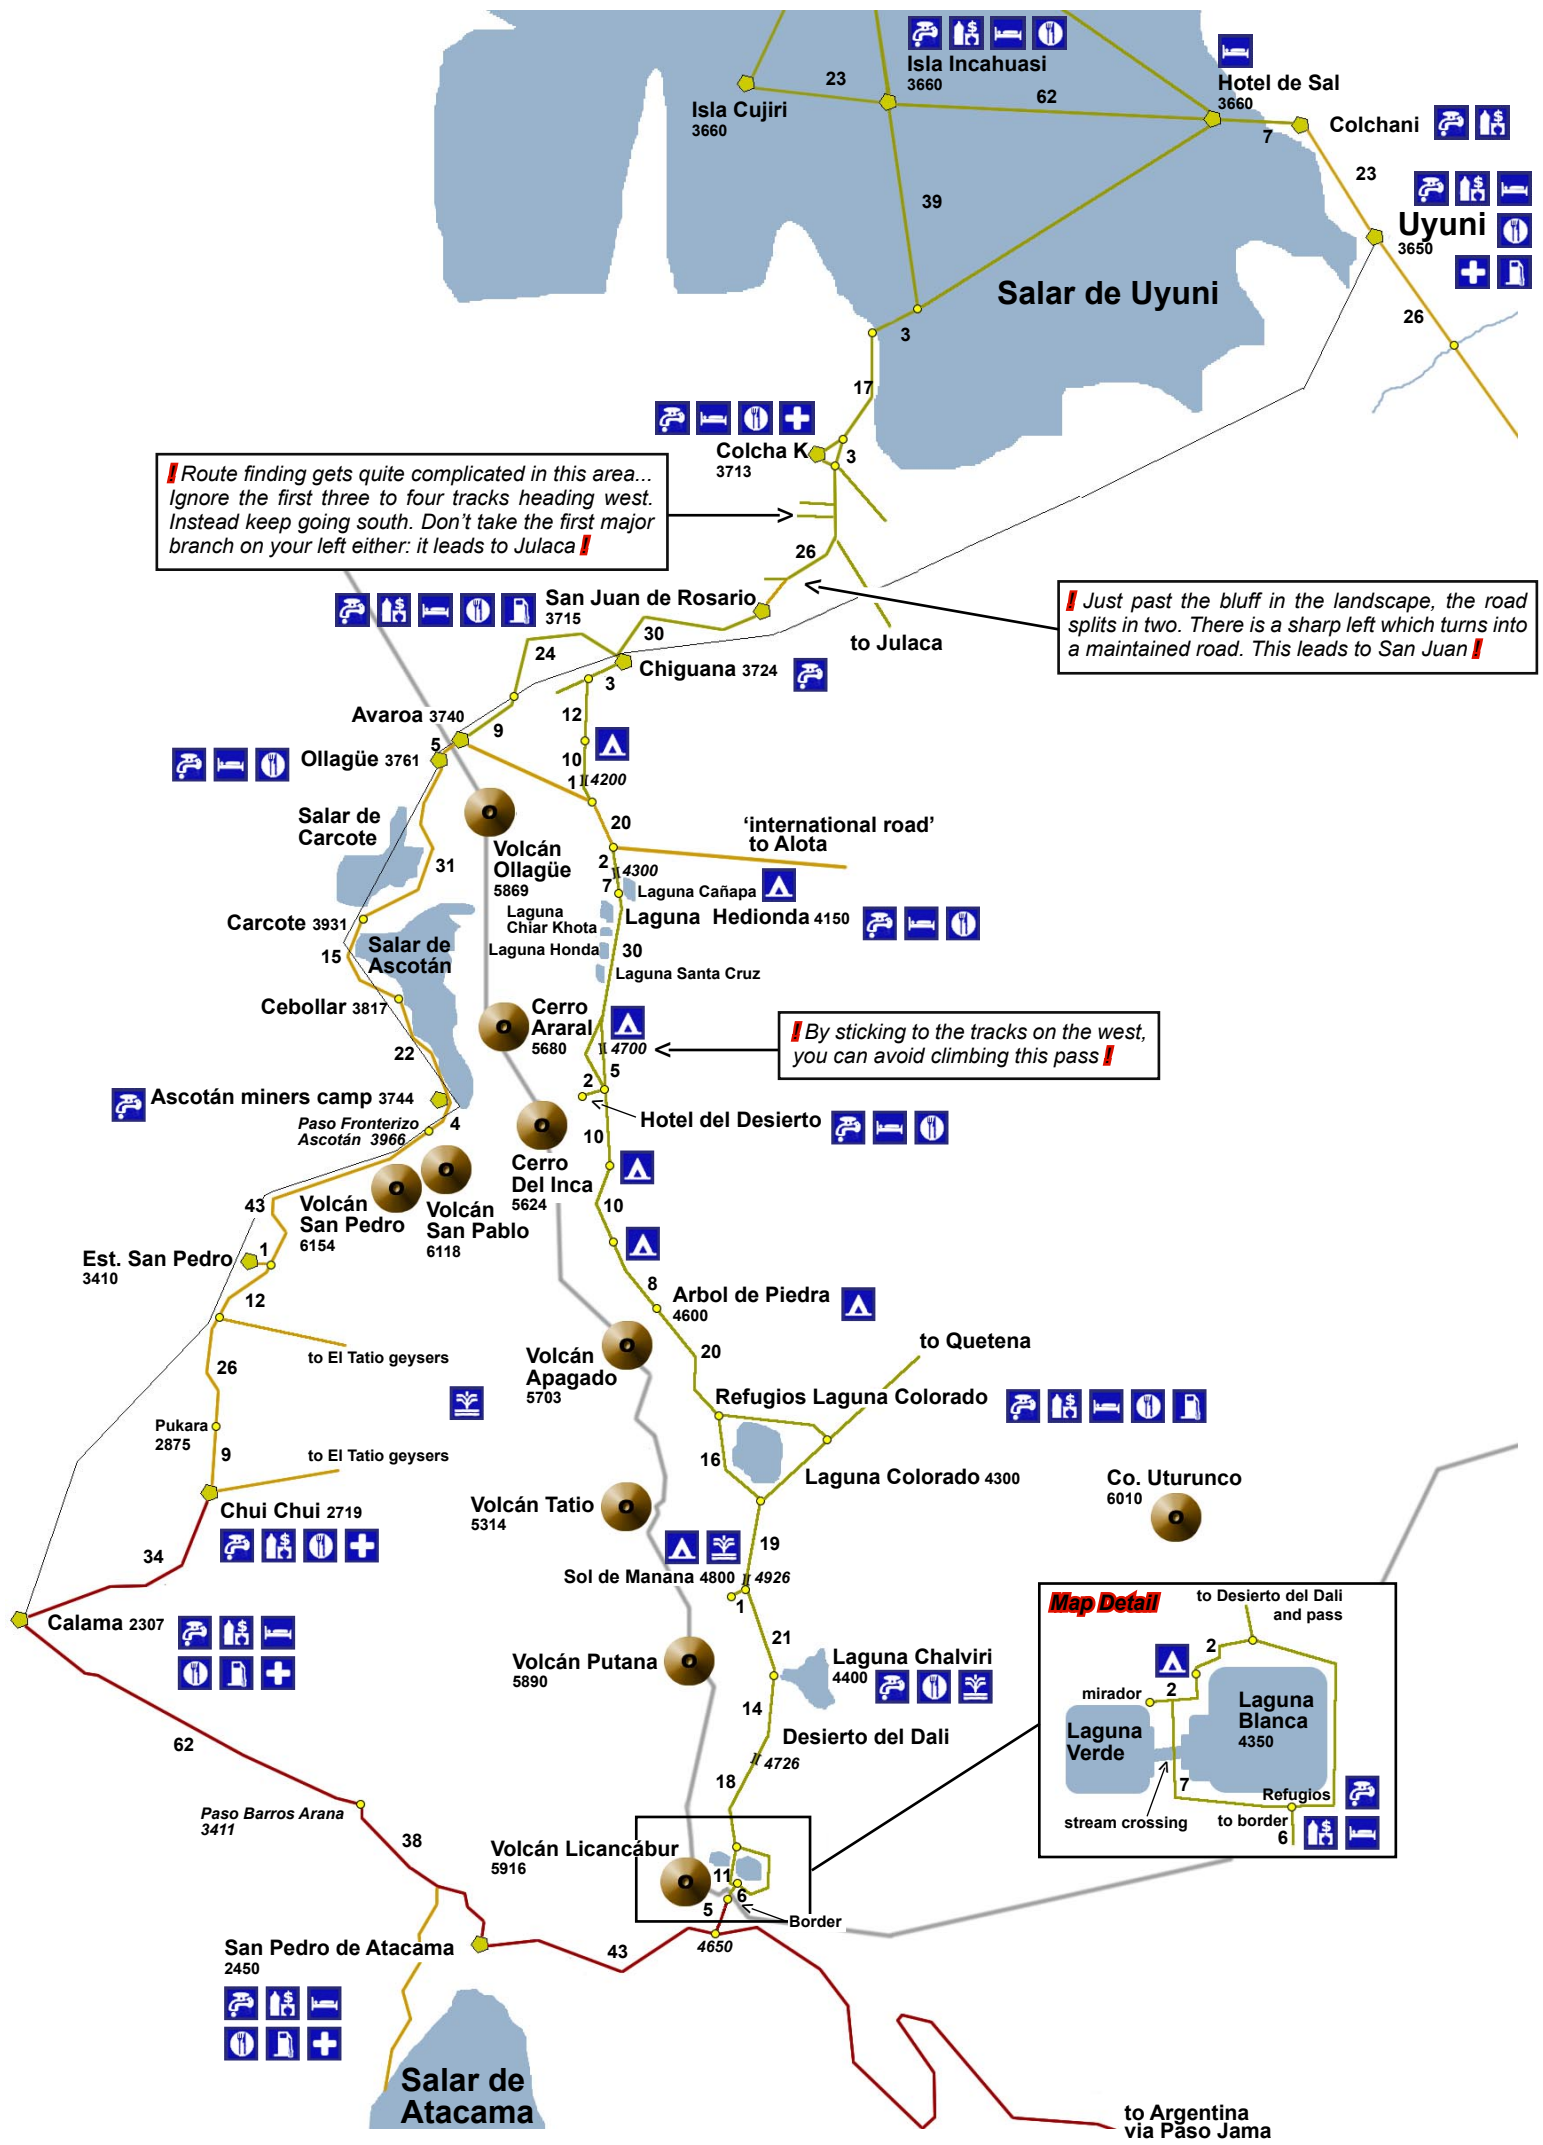 Isla Incahuasi
3660
Hotel de Sal
3660
Isla Cujiri
3660
23
62
7
Colchani
23
Uyuni
3650
39
26
Salar de Uyuni
3
17
Colcha K
3713
3
! Route finding gets quite complicated in this area...
Ignore the first three to four tracks heading west.
Instead keep going south. Don't take the first major
branch on your left either: it leads to Julaca !
26
! Just past the bluff in the landscape, the road
splits in two. There is a sharp left which turns into
a maintained road. This leads to San Juan !
San Juan de Rosario
3715
30
to Julaca
24
Chiguana 3724
3
Avaroa 3740
9
12
5
Ollagüe 3761
10
1
4200
Salar de
Carcote
20
'international road'
to Alota
Volcán
Ollagüe
5869
31
2
4300
7
Laguna Cañapa
Laguna
Chiar Khota
Laguna Hedionda 4150
Carcote 3931
Salar de
Ascotán
15
Laguna Honda
30
Laguna Santa Cruz
Cebollar 3817
Cerro
Araral
5680
! By sticking to the tracks on the west,
you can avoid climbing this pass !
4700
22
5
2
Ascotán miners camp 3744
Paso Fronterizo
Ascotán 3966
4
Hotel del Desierto
10
Cerro
Del Inca
5624
Volcán
San Pedro
6154
Volcán
San Pablo
6118
43
10
Est. San Pedro
3410
1
12
8
Arbol de Piedra
4600
to El Tatio geysers
26
Volcán
Apagado
5703
20
to Quetena
Refugios Laguna Colorado
Pukara
2875
9
to El Tatio geysers
16
Laguna Colorado 4300
Co. Uturunco
6010
Chui Chui 2719
Volcán Tatio
5314
34
19
Sol de Manana 4800
4926
1
Calama 2307
21
Volcán Putana
5890
Laguna Chalviri
4400
14
Desierto del Dali
4726
62
18
Map Detail
to Desierto del Dali
and pass
2
mirador
2
Laguna
Blanca
4350
Laguna
Verde
7
Refugios
stream crossing
to border
6
Paso Barros Arana
3411
38
Volcán Licancábur
5916
11
6
5
Border
San Pedro de Atacama
2450
43
4650
Salar de
Atacama
to Argentina
via Paso Jama